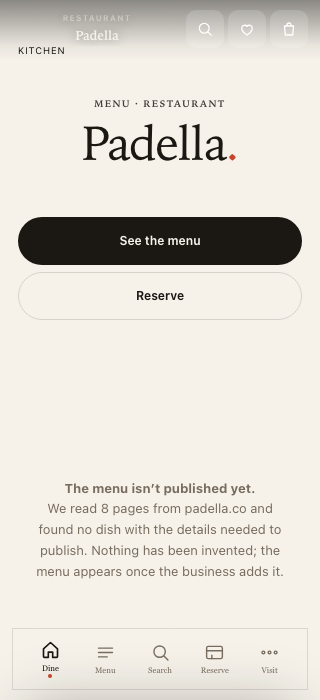 RESTAURANT
Padella
KITCHEN
MENU · RESTAURANT
Padella.
See the menu
Reserve
The menu isn’t published yet.
We read 8 pages from padella.co and
found no dish with the details needed to
publish. Nothing has been invented; the
menu appears once the business adds it.
Dine
Menu
Search
Reserve
Visit